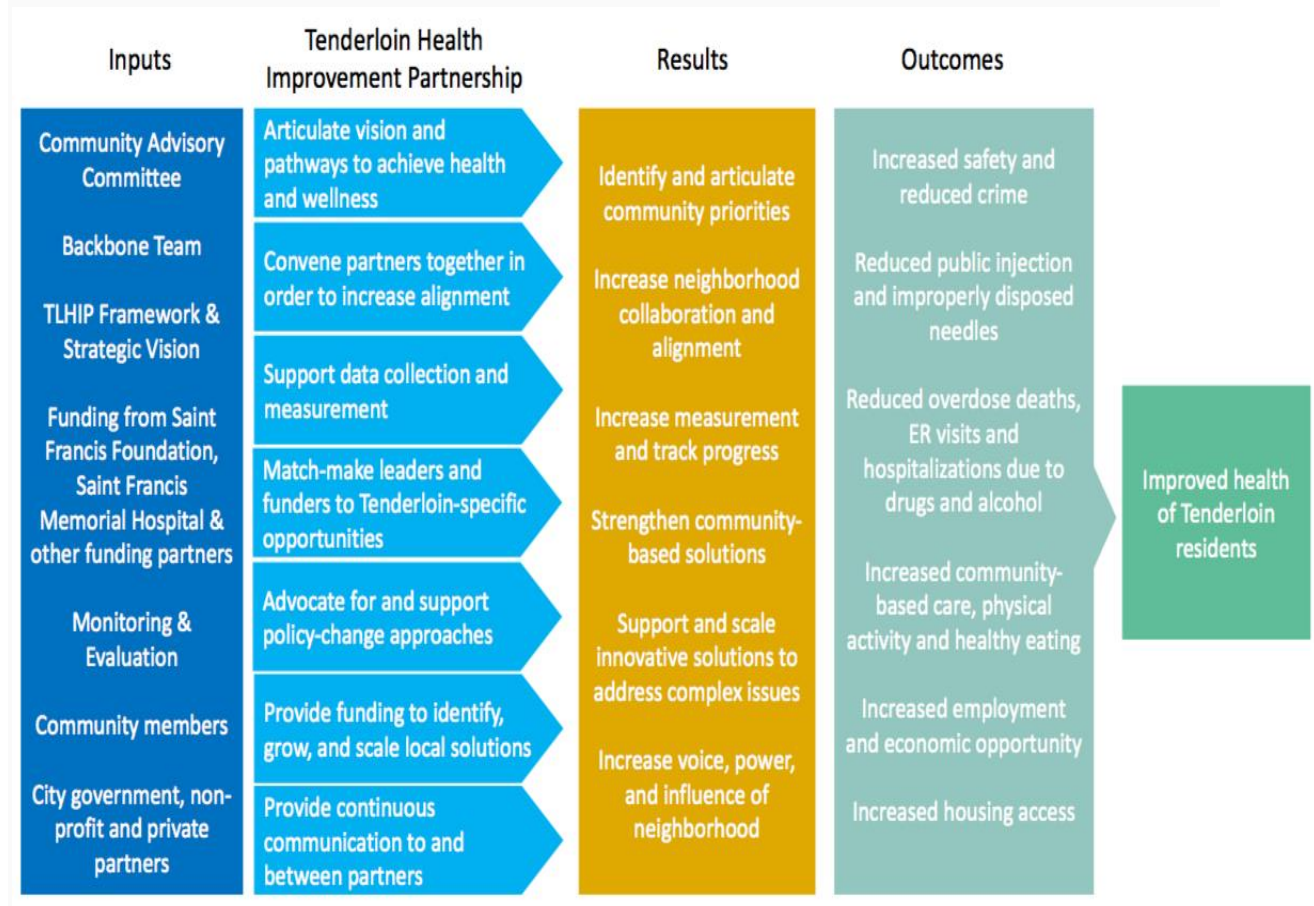 Inputs
Tenderloin Health
Improvement Partnership
Results
Outcomes
Community Advisory
Committee
Backbone Team
TLHIP Framework &
Strategic Vision
Funding from Saint
Francis Foundation,
Saint Francis
Memorial Hospital &
other funding partners
Monitoring &
Evaluation
Community members
City government, non-
profit and private
partners
Articulate vision and
pathways to achieve health
and wellness
Convene partners together in
order to increase alignment
Support data collection and
measurement
Match-make leaders and
funders to Tenderloin-specific
opportunities
Advocate for and support
policy-change approaches
Provide funding to identify,
grow, and scale local solutions
Provide continuous
communication to and
between partners
Identify and articulate
community priorities
Increase neighborhood
collaboration and
alignment
Increase measurement
and track progress
Strengthen community-
based solutions
Support and scale
innovative solutions to
address complex issues
Increase voice, power,
and influence of
neighborhood
Increased safety and
reduced crime
Reduced public injection
and improperly disposed
needles
Reduced overdose deaths,
ER visits and
hospitalizations due to
drugs and alcohol
Increased community-
based care, physical
activity and healthy eating
Increased employment
and economic opportunity
Increased housing access
Improved health
of Tenderloin
residents